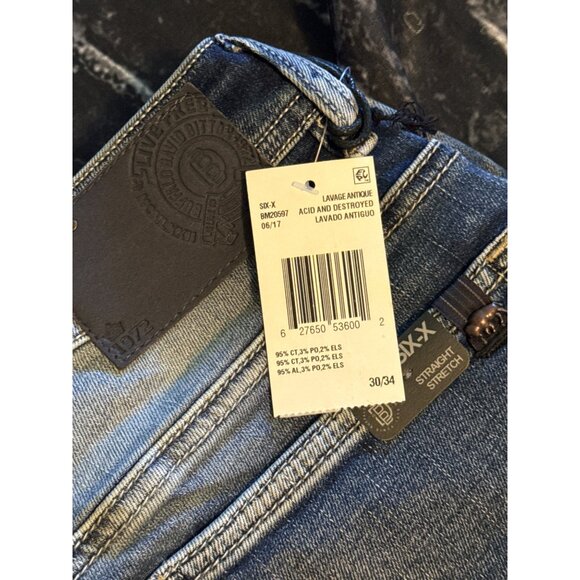 SIX-X
BM20597
06/17
LAVAGE ANTIQUE
ACID AND DESTROYED
LAVADO ANTIGUO
6 27650 53600 2
95% CT,3% PO,2% ELS
95% CT,3% PO,2% ELS
95% AL,3% PO,2% ELS
30/34
SIX-X
STRAIGHT
STRETCH
DAVID BITTON